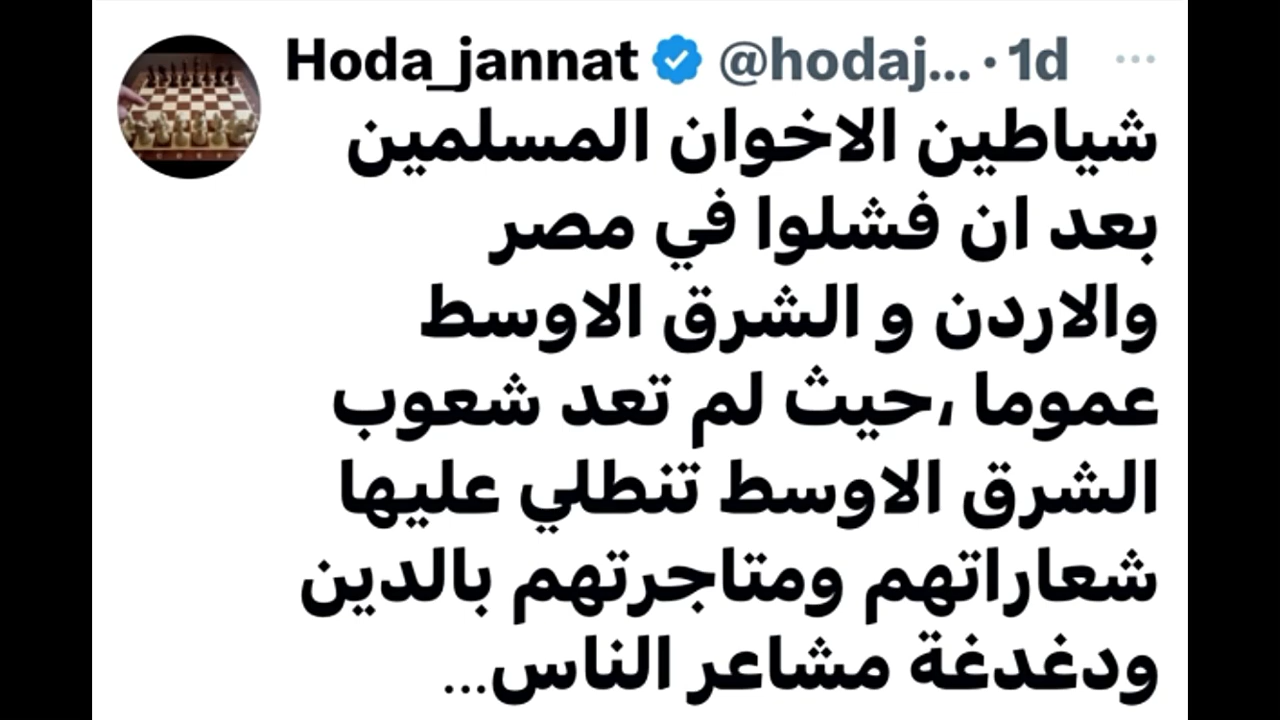 Hoda_jannat @hodaj... · 1d ...
شياطين الاخوان المسلمين
بعد ان فشلوا في مصر
والاردن و الشرق الاوسط
عموما ،حيث لم تعد شعوب
الشرق الاوسط تنطلي عليها
شعاراتهم ومتاجرتهم بالدين
ودغدغة مشاعر الناس...